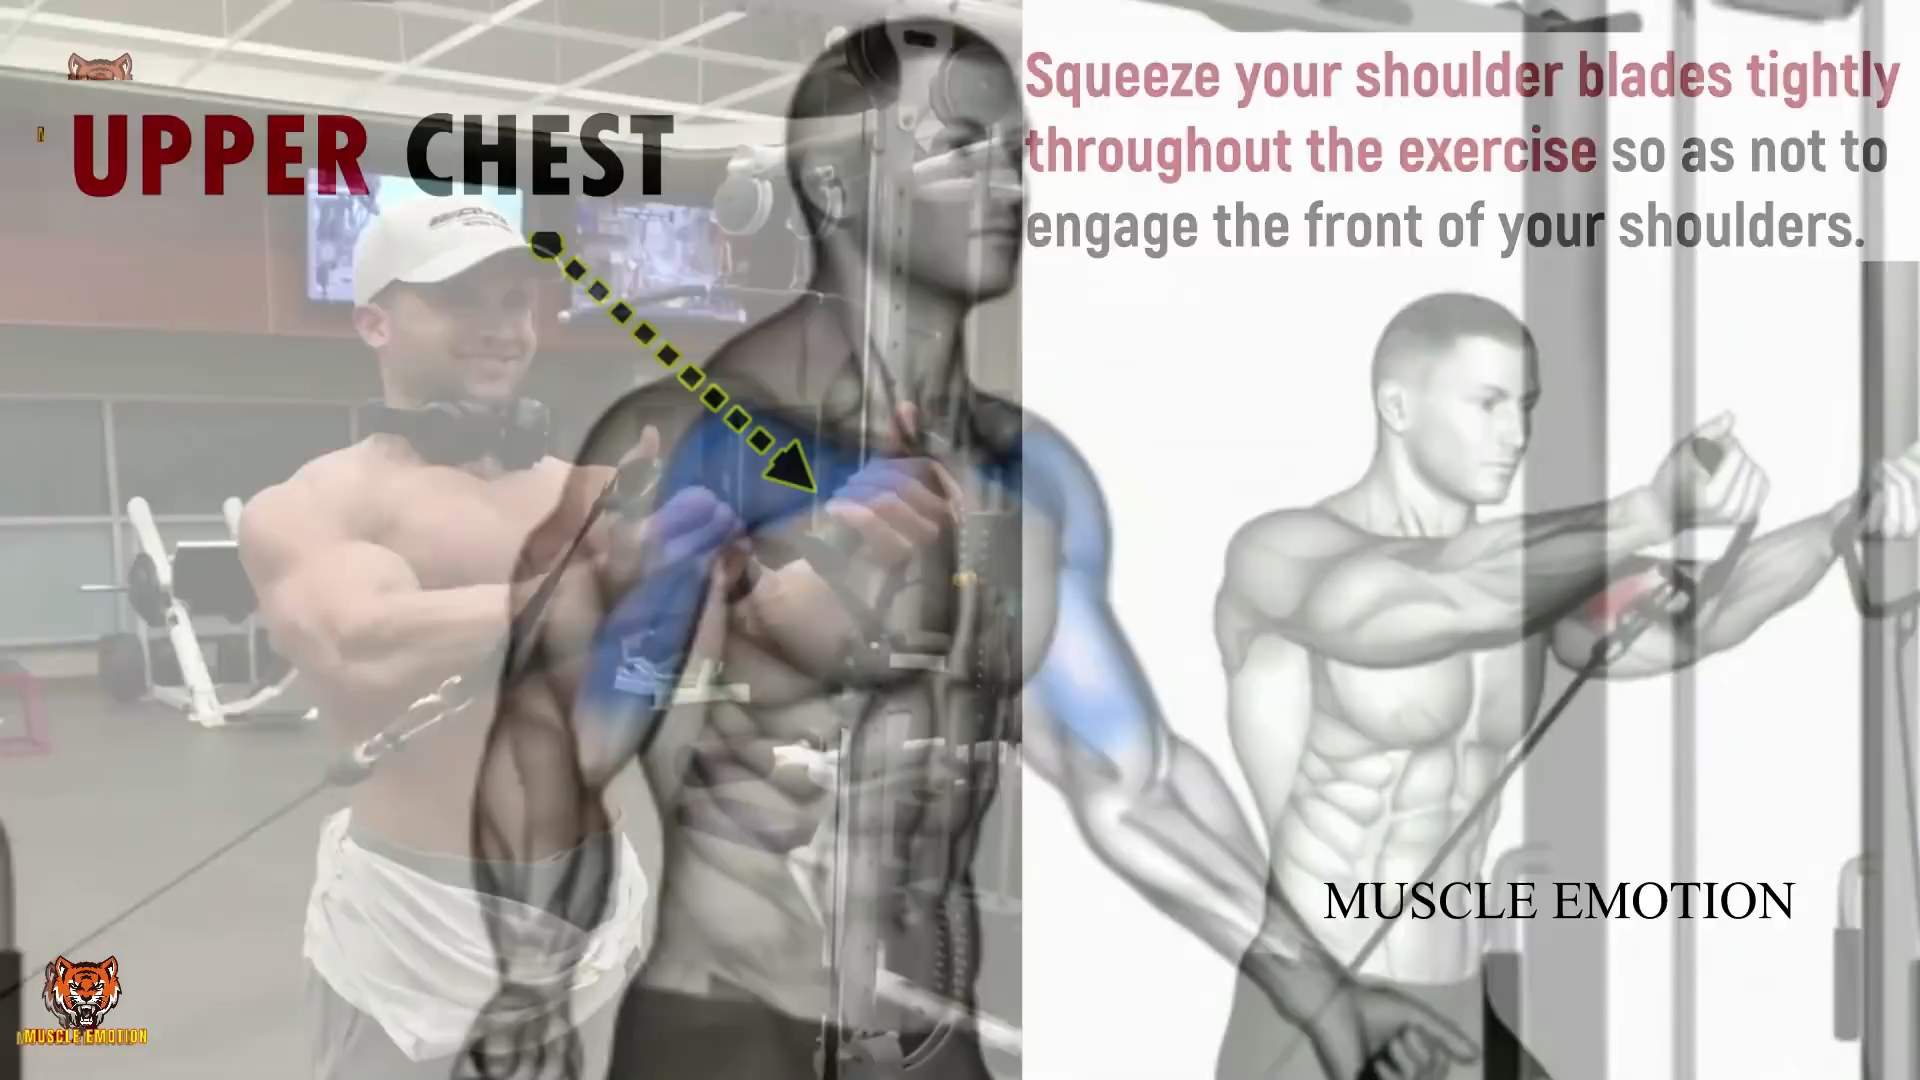 UPPER CHEST
Squeeze your shoulder blades tightly
throughout the exercise so as not to
engage the front of your shoulders.
MUSCLE EMOTION
MUSCLE EMOTION